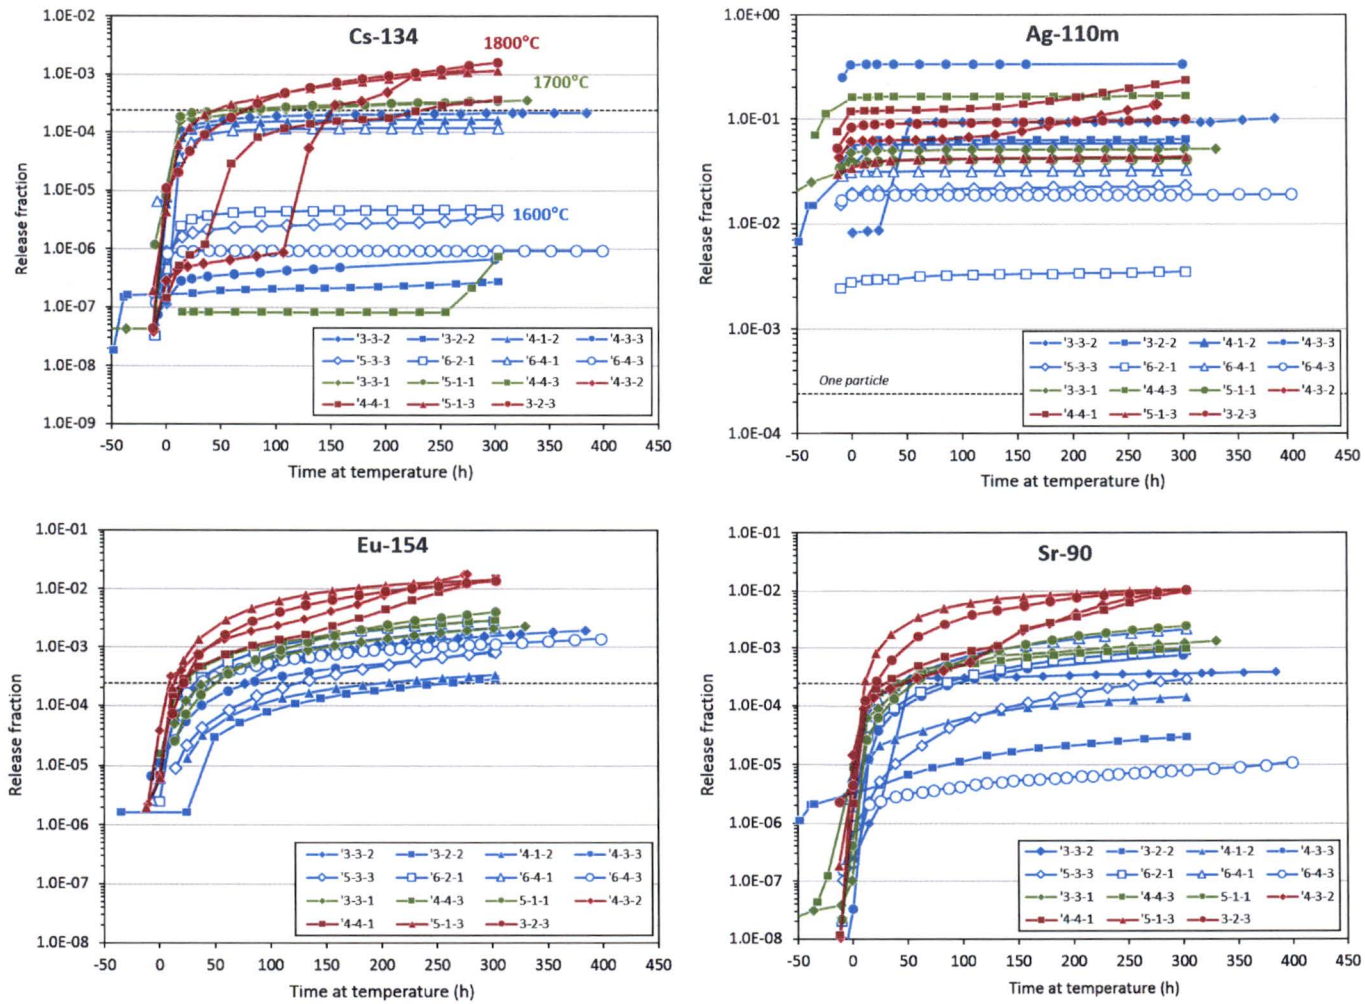 Cs-134
1.0E-02
1.0E-03
1.0E-04
1.0E-05
1.0E-06
1.0E-07
1.0E-08
1.0E-09
Release fraction
1800°C
1700°C
1600°C
'3-3-2 '3-2-2 '4-1-2 '4-3-3
'5-3-3 '6-2-1 '6-4-1 '6-4-3
'3-3-1 '5-1-1 '4-4-3 '4-3-2
'4-4-1 '5-1-3 3-2-3
-50 0 50 100 150 200 250 300 350 400 450
Time at temperature (h)
Ag-110m
1.0E+00
1.0E-01
1.0E-02
1.0E-03
1.0E-04
Release fraction
'3-3-2 '3-2-2 '4-1-2 '4-3-3
'5-3-3 '6-2-1 '6-4-1 '6-4-3
'3-3-1 '4-4-3 '5-1-1 '4-3-2
'4-4-1 '5-1-3 '3-2-3
One particle
-50 0 50 100 150 200 250 300 350 400 450
Time at temperature (h)
Eu-154
1.0E-01
1.0E-02
1.0E-03
1.0E-04
1.0E-05
1.0E-06
1.0E-07
1.0E-08
Release fraction
'3-3-2 '3-2-2 '4-1-2 '4-3-3
'5-3-3 '6-2-1 '6-4-1 '6-4-3
'3-3-1 '4-4-3 5-1-1 '4-3-2
'4-4-1 '5-1-3 3-2-3
-50 0 50 100 150 200 250 300 350 400 450
Time at temperature (h)
Sr-90
1.0E-01
1.0E-02
1.0E-03
1.0E-04
1.0E-05
1.0E-06
1.0E-07
1.0E-08
Release fraction
'3-3-2 '3-2-2 '4-1-2 '4-3-3
'5-3-3 '6-2-1 '6-4-1 '6-4-3
'3-3-1 '4-4-3 5-1-1 '4-3-2
'4-4-1 '5-1-3 3-2-3
-50 0 50 100 150 200 250 300 350 400 450
Time at temperature (h)